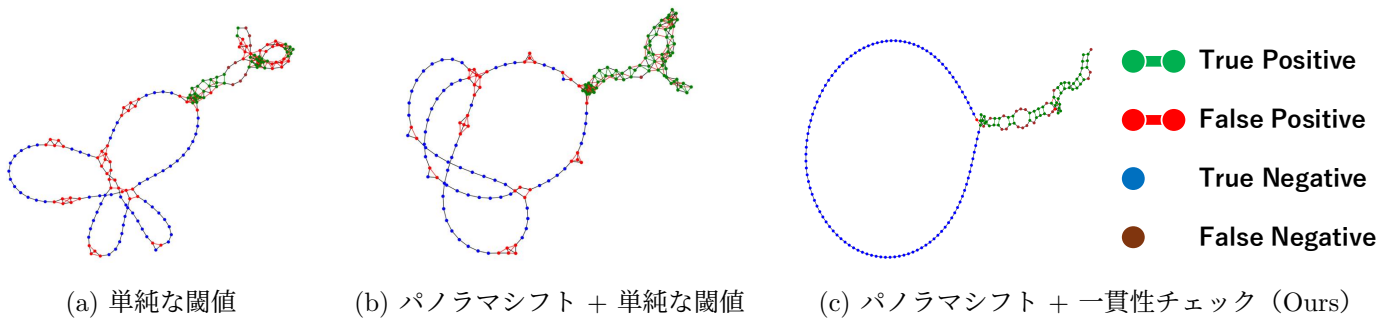 True Positive
False Positive
True Negative
False Negative
(a) 単純な閾値
(b) パノラマシフト + 単純な閾値
(c) パノラマシフト + 一貫性チェック（Ours）